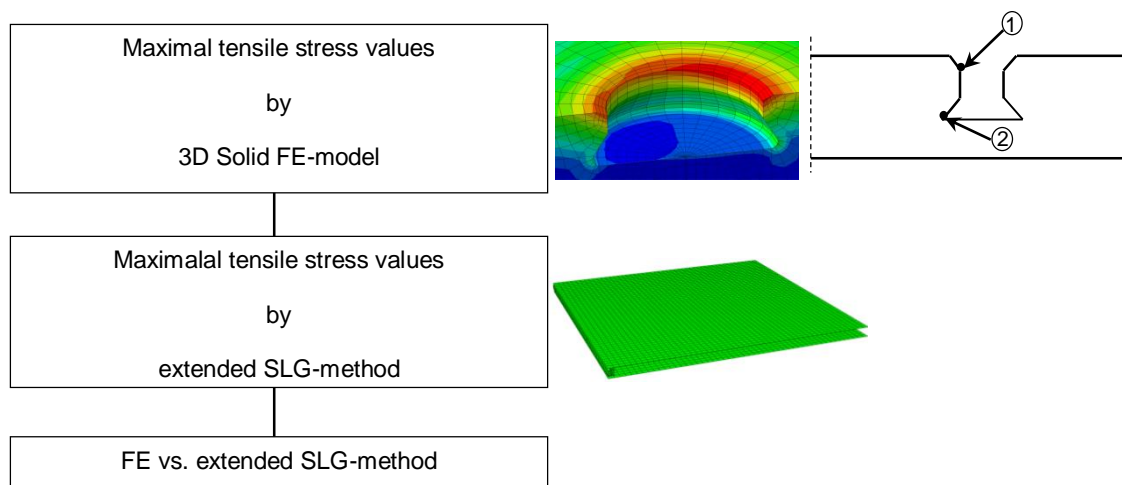 Maximal tensile stress values
by
3D Solid FE-model
①
②
Maximalal tensile stress values
by
extended SLG-method
FE vs. extended SLG-method